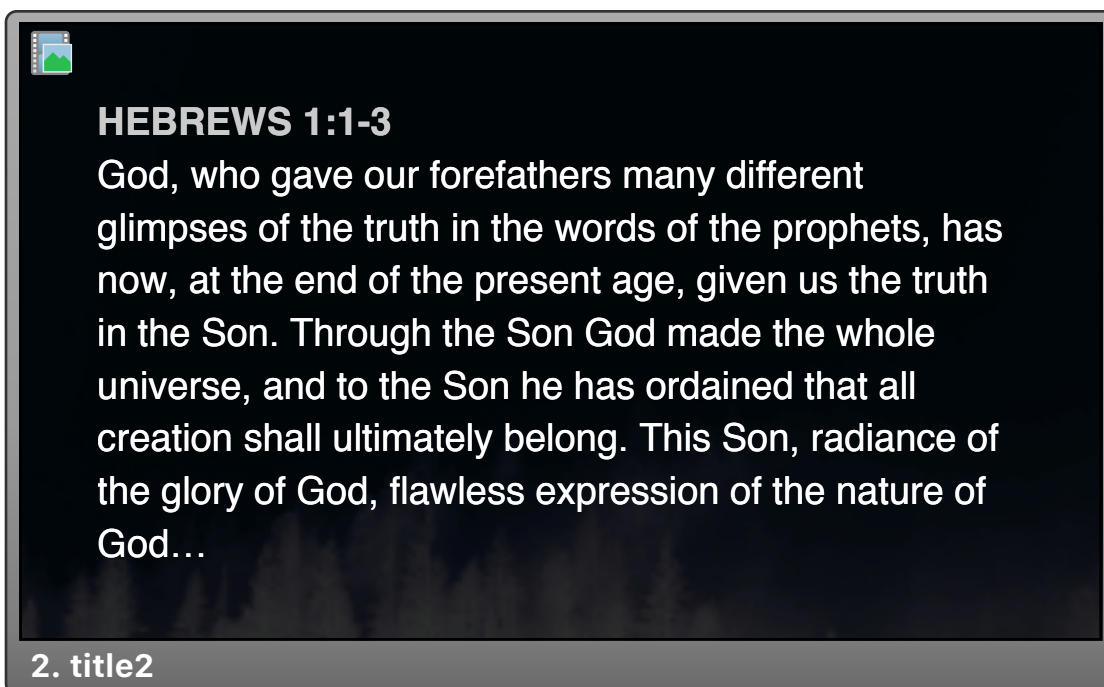 HEBREWS 1:1-3
God, who gave our forefathers many different
glimpses of the truth in the words of the prophets, has
now, at the end of the present age, given us the truth
in the Son. Through the Son God made the whole
universe, and to the Son he has ordained that all
creation shall ultimately belong. This Son, radiance of
the glory of God, flawless expression of the nature of
God…
2. title2